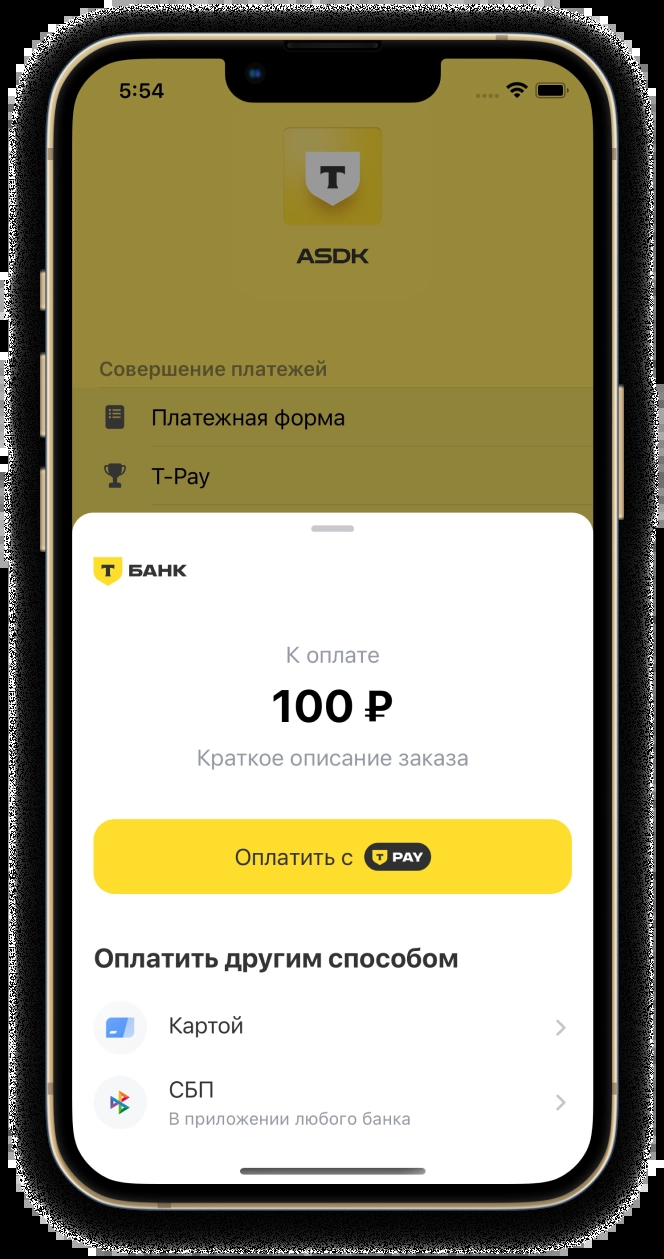 5:54
T
ASDK
Совершение платежей
Платежная форма
T-Pay
Т БАНК
К оплате
100 ₽
Краткое описание заказа
Оплатить с T PAY
Оплатить другим способом
Картой
СБП
В приложении любого банка